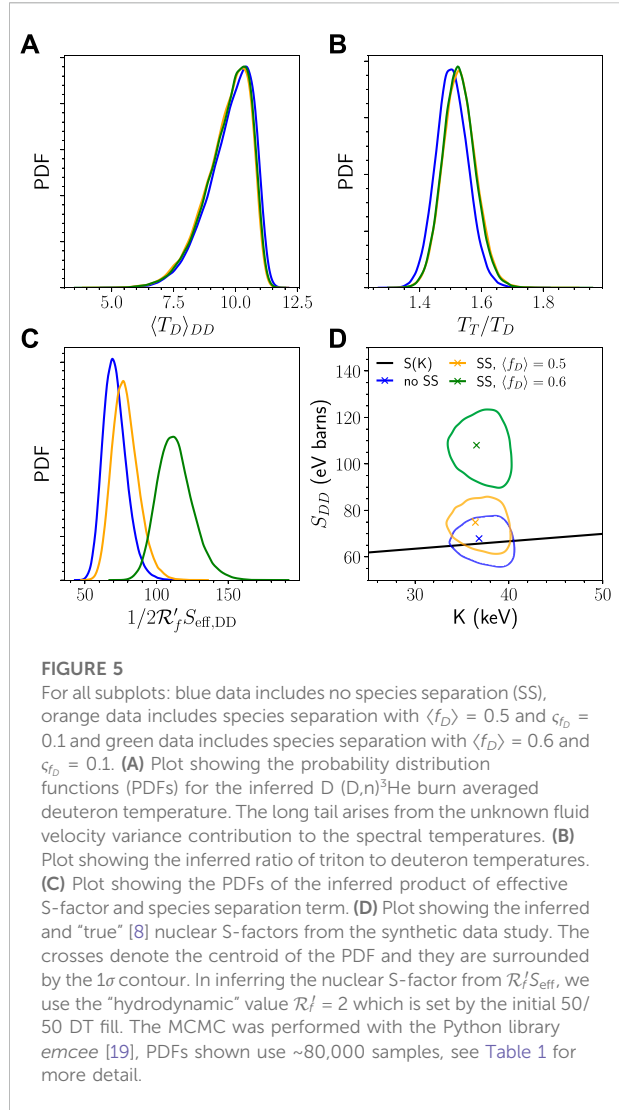 A
B
PDF
PDF
5.0 7.5 10.0 12.5
1.4 1.6 1.8
⟨T_D⟩_DD
T_T/T_D
C
D
PDF
S_DD (eV barns)
S(K)
no SS
SS, ⟨f_D⟩ = 0.5
SS, ⟨f_D⟩ = 0.6
140
120
100
80
60
50 100 150
30 40 50
1/2ℛ′_f S_eff,DD
K (keV)
FIGURE 5
For all subplots: blue data includes no species separation (SS),
orange data includes species separation with ⟨f_D⟩ = 0.5 and ς_f_D =
0.1 and green data includes species separation with ⟨f_D⟩ = 0.6 and
ς_f_D = 0.1. (A) Plot showing the probability distribution
functions (PDFs) for the inferred D (D,n)³He burn averaged
deuteron temperature. The long tail arises from the unknown fluid
velocity variance contribution to the spectral temperatures. (B)
Plot showing the inferred ratio of triton to deuteron temperatures.
(C) Plot showing the PDFs of the inferred product of effective
S-factor and species separation term. (D) Plot showing the inferred
and "true" [8] nuclear S-factors from the synthetic data study. The
crosses denote the centroid of the PDF and they are surrounded
by the 1σ contour. In inferring the nuclear S-factor from ℛ′_f S_eff, we
use the "hydrodynamic" value ℛ′_f = 2 which is set by the initial 50/
50 DT fill. The MCMC was performed with the Python library
emcee [19], PDFs shown use ~80,000 samples, see Table 1 for
more detail.